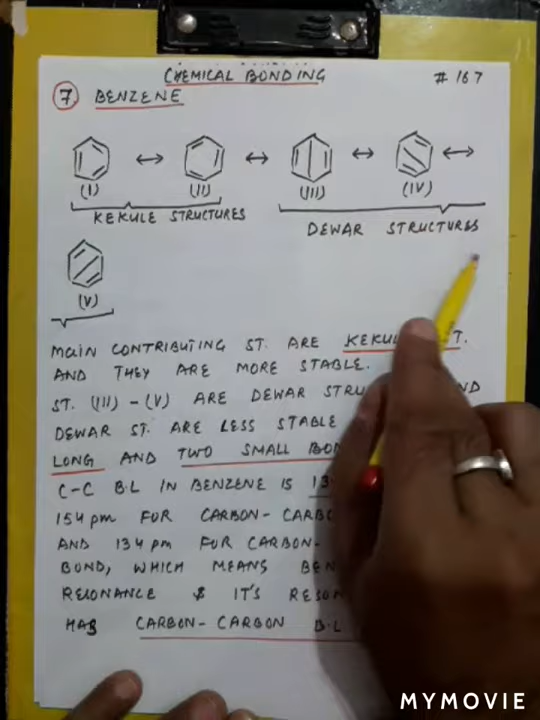 CHEMICAL BONDING
# 167
7. BENZENE
(I) (II) (III) (IV)
KEKULE STRUCTURES
DEWAR STRUCTURES
(V)
MAIN CONTRIBUTING ST. ARE
AND THEY ARE MORE STABLE.
ST. (III) - (V) ARE DEWAR
DEWAR ST. ARE LESS STABLE
LONG AND TWO SMALL
C-C B.L IN BENZENE IS
154 pm FOR CARBON-
AND 134 pm FOR CARBON-
BOND, WHICH MEANS
RESONANCE & IT'S
HAS CARBON-CARBON B.L
MYMOVIE